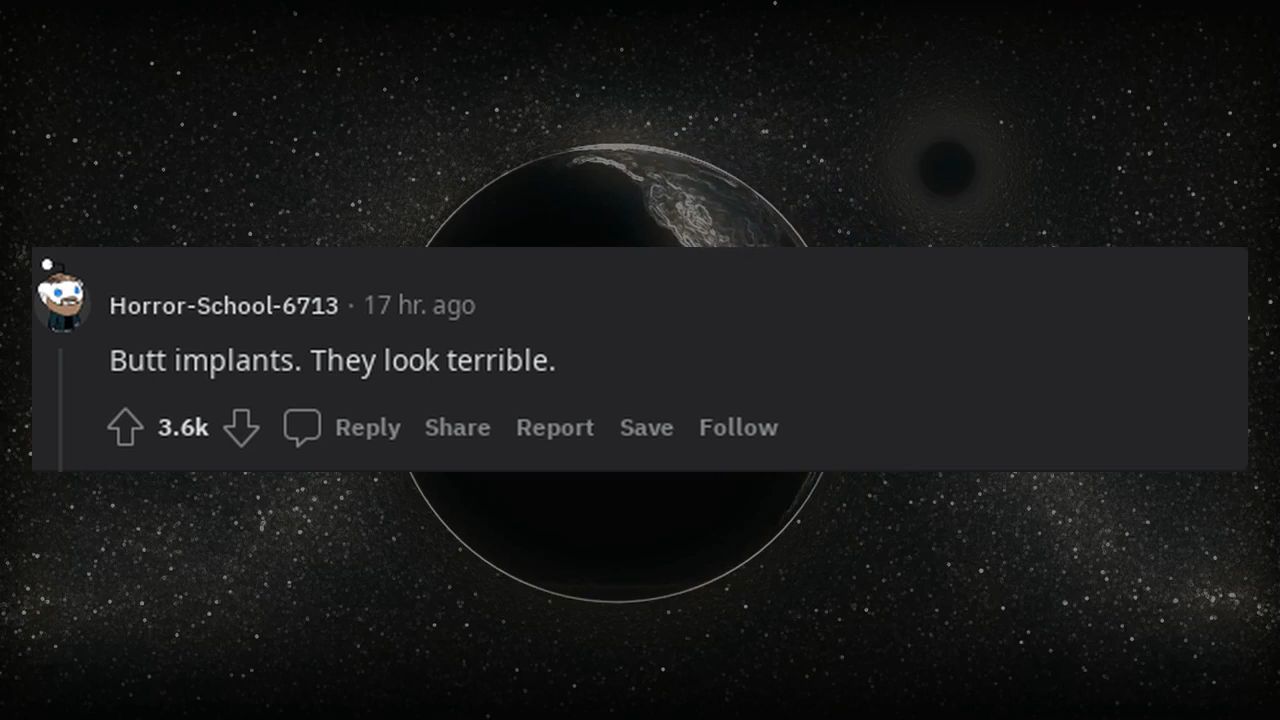 Horror-School-6713 · 17 hr. ago
Butt implants. They look terrible.
3.6k Reply Share Report Save Follow